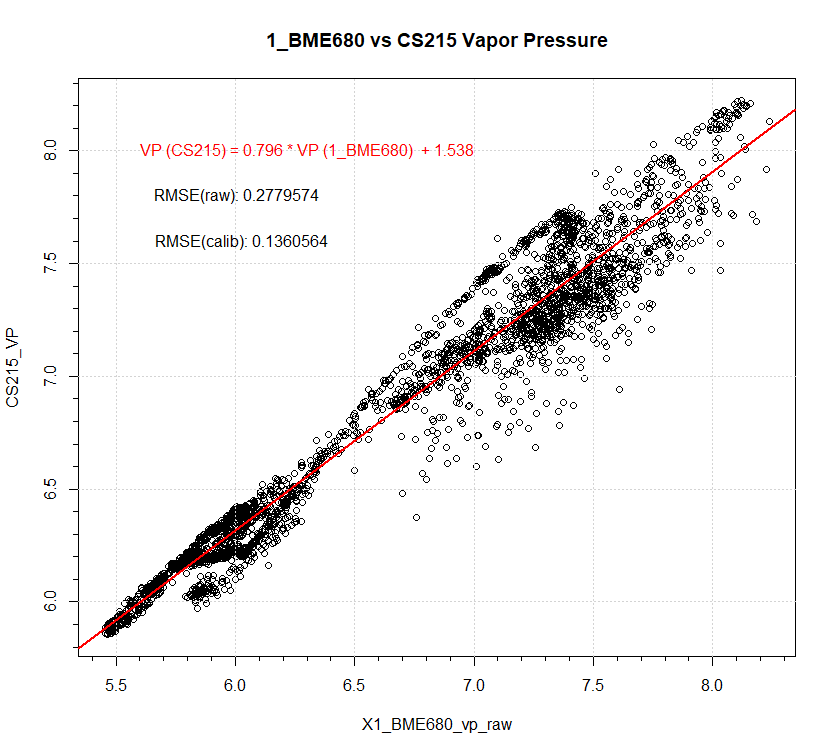 1_BME680 vs CS215 Vapor Pressure
VP (CS215) = 0.796 * VP (1_BME680)  + 1.538
RMSE(raw): 0.2779574
RMSE(calib): 0.1360564
CS215_VP
8.0
7.5
7.0
6.5
6.0
5.5 6.0 6.5 7.0 7.5 8.0
X1_BME680_vp_raw